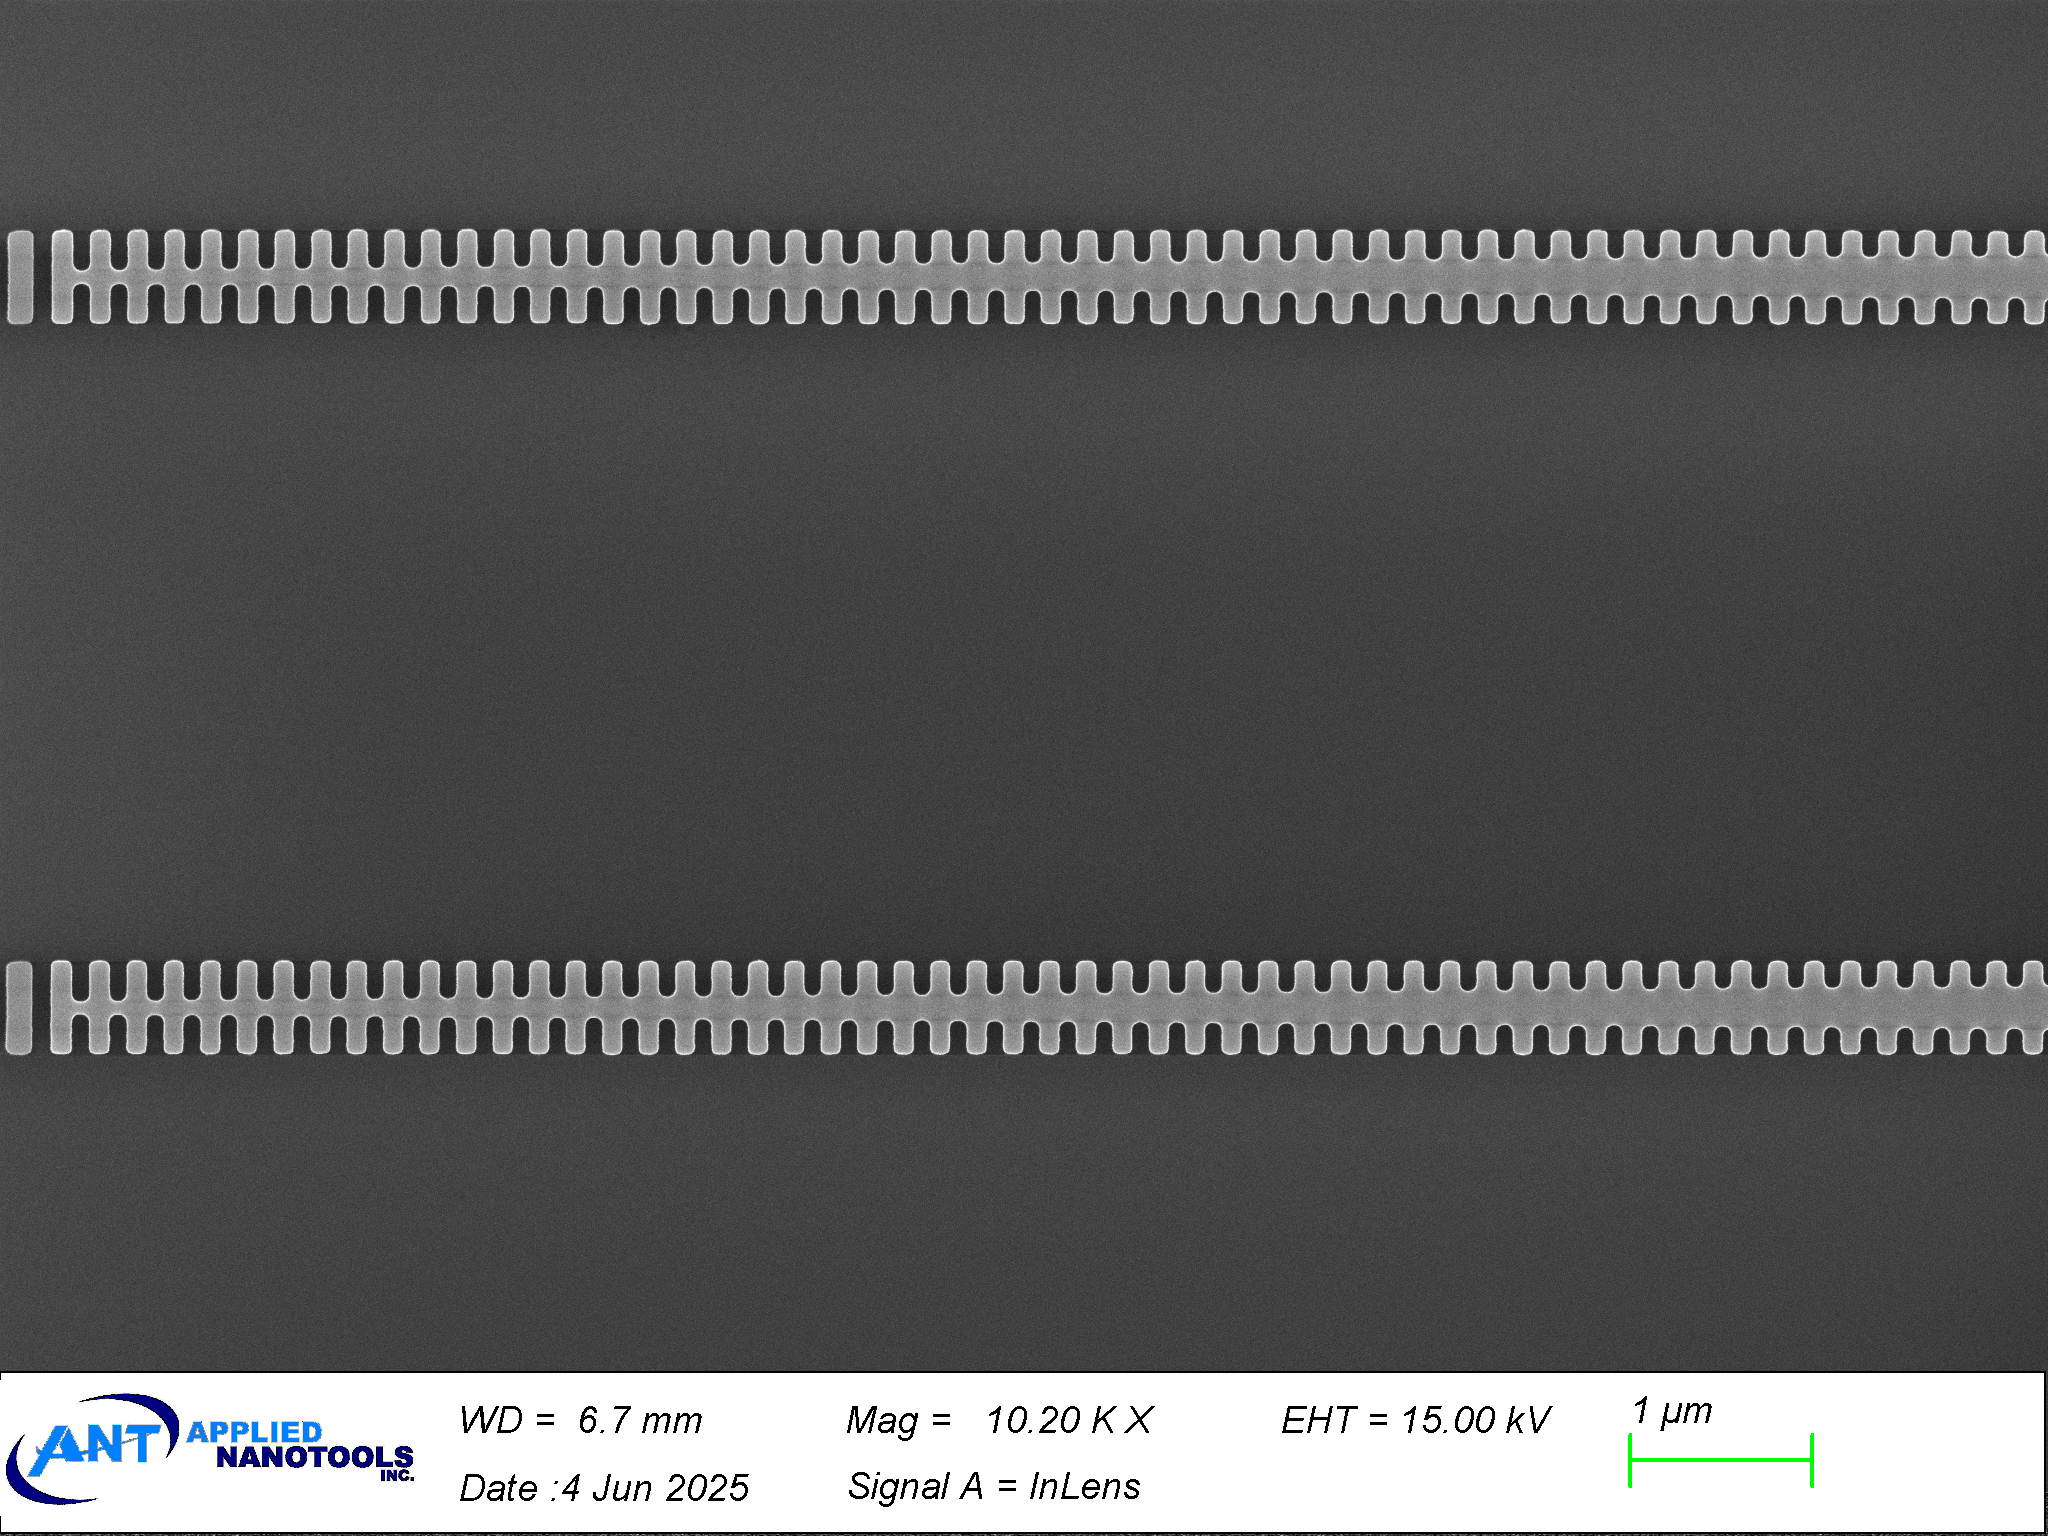 ANT APPLIED
NANOTOOLS
INC.
WD = 6.7 mm
Mag = 10.20 K X
EHT = 15.00 kV
1 µm
Date :4 Jun 2025
Signal A = InLens